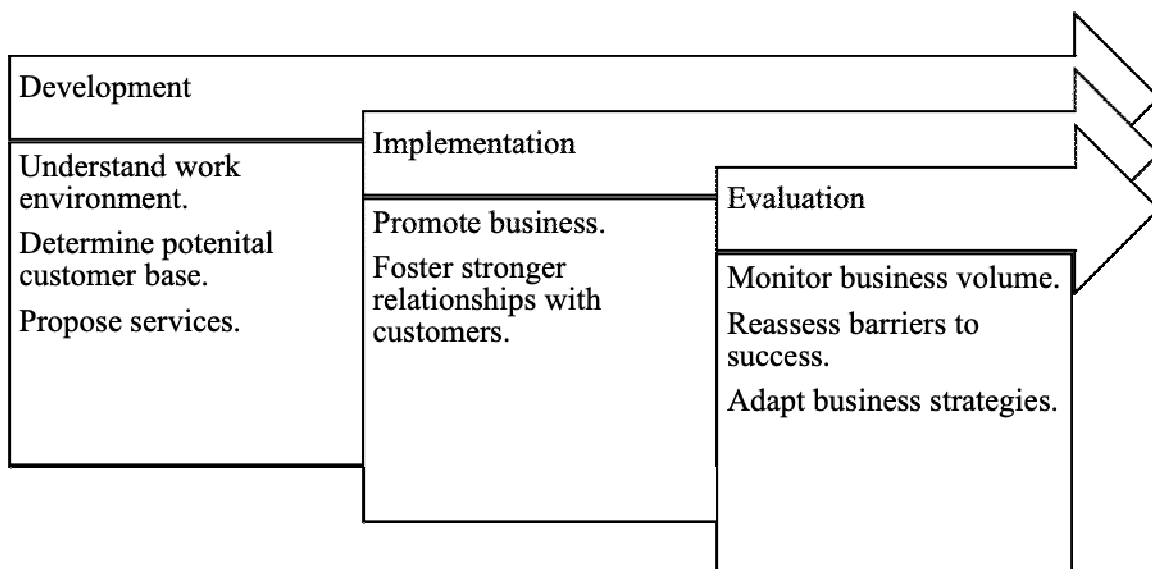 Development
Understand work
environment.
Determine potenital
customer base.
Propose services.
Implementation
Promote business.
Foster stronger
relationships with
customers.
Evaluation
Monitor business volume.
Reassess barriers to
success.
Adapt business strategies.